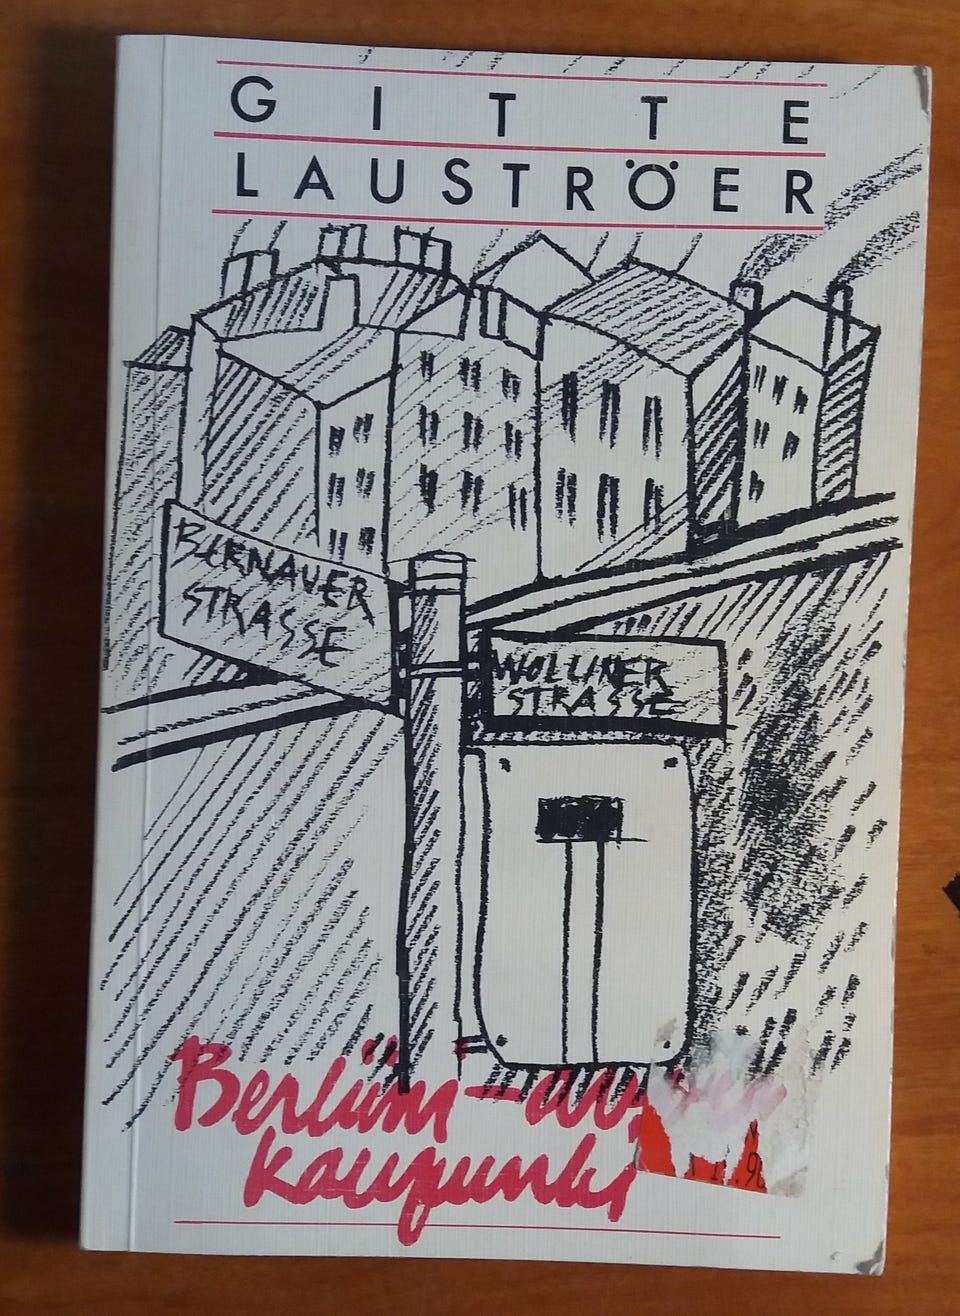 GITTE
LAUSTRÖER
BERNAUER
STRASSE
WOLLINER
STRASSE
Berliini –
kaupunki